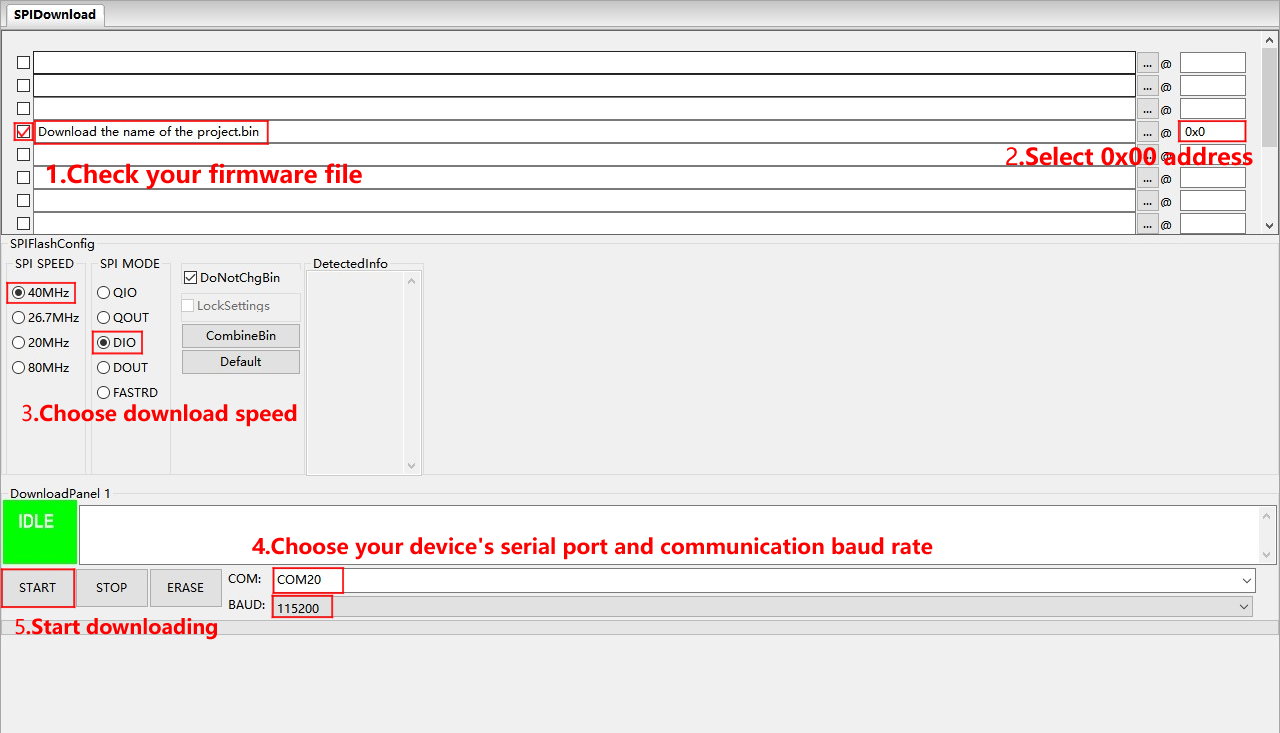 SPIDownload
... @
... @
... @
Download the name of the project.bin ... @ 0x0
... @
2.Select 0x00 address
1.Check your firmware file
... @
... @
... @
SPIFlashConfig
SPI SPEED
40MHz
26.7MHz
20MHz
80MHz
SPI MODE
QIO
QOUT
DIO
DOUT
FASTRD
DoNotChgBin
LockSettings
CombineBin
Default
DetectedInfo
3.Choose download speed
DownloadPanel 1
IDLE
4.Choose your device's serial port and communication baud rate
START STOP ERASE
COM: COM20
BAUD: 115200
5.Start downloading